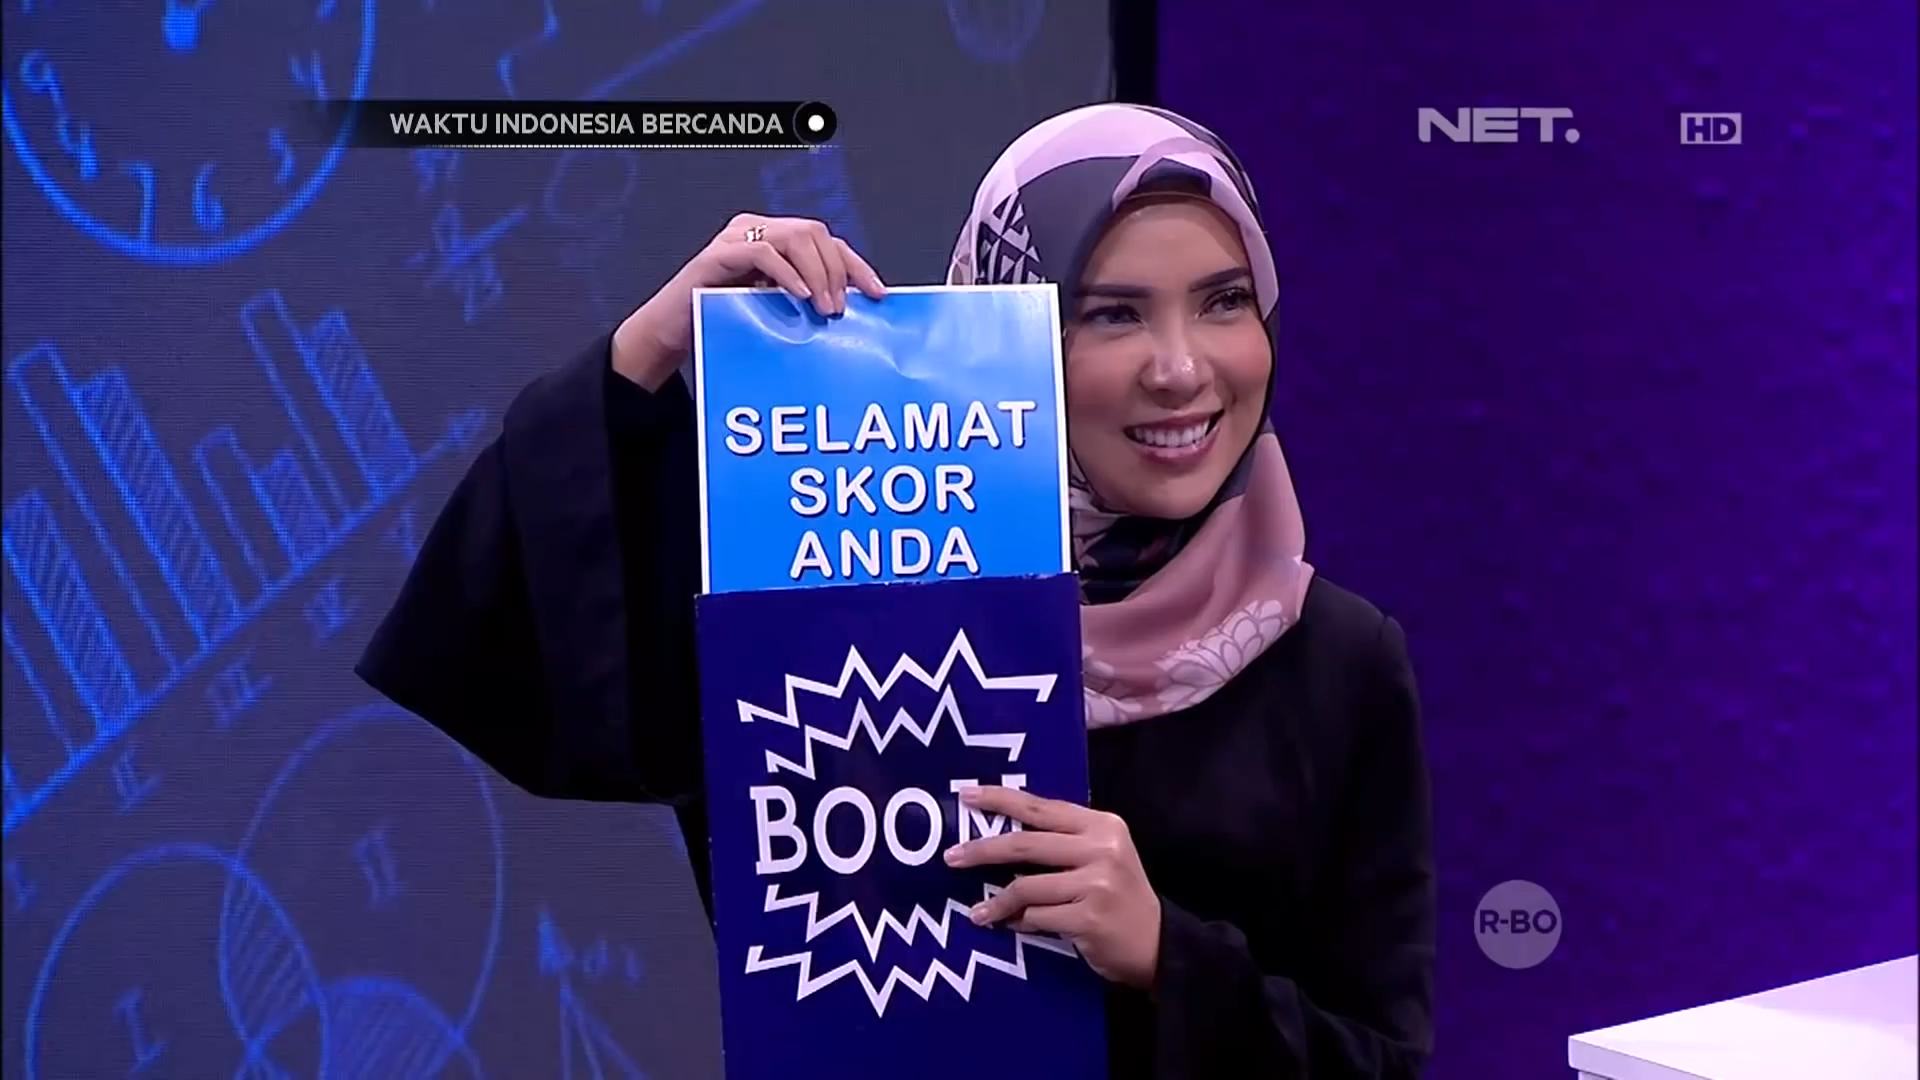 WAKTU INDONESIA BERCANDA
NET.
HD
SELAMAT
SKOR
ANDA
BOOM
R-BO